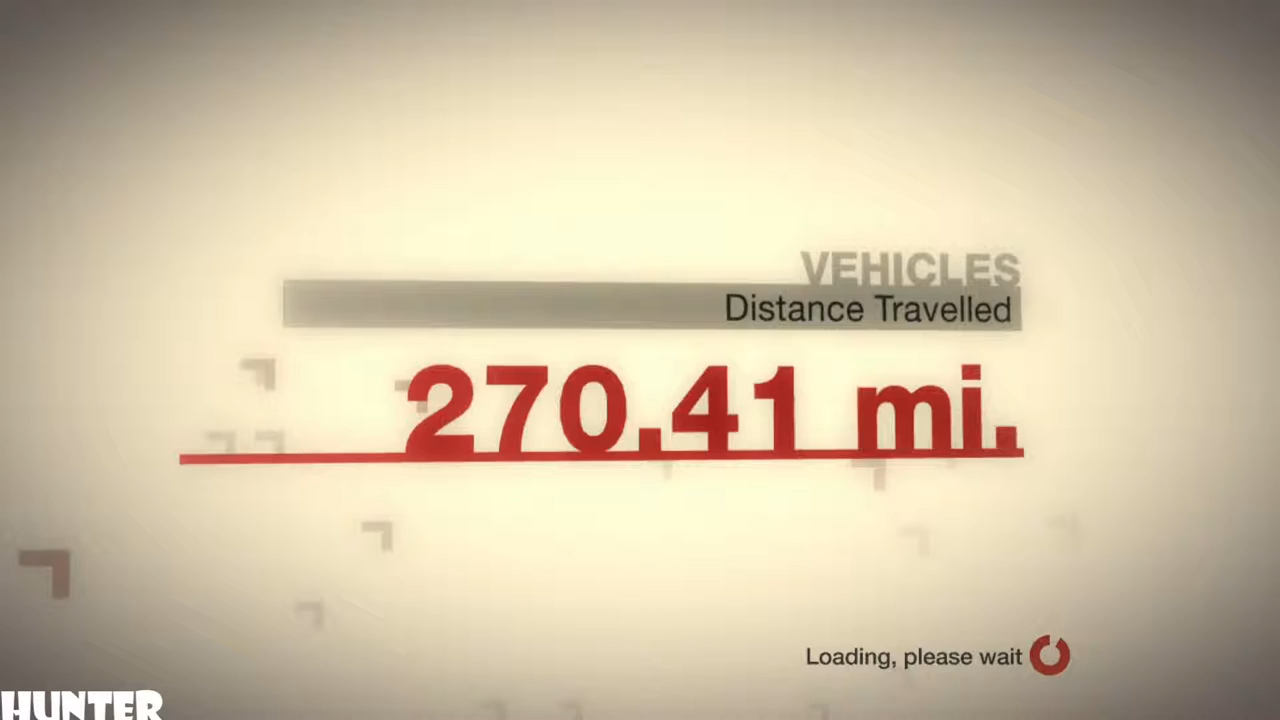 VEHICLES
Distance Travelled
270.41 mi.
Loading, please wait
HUNTER